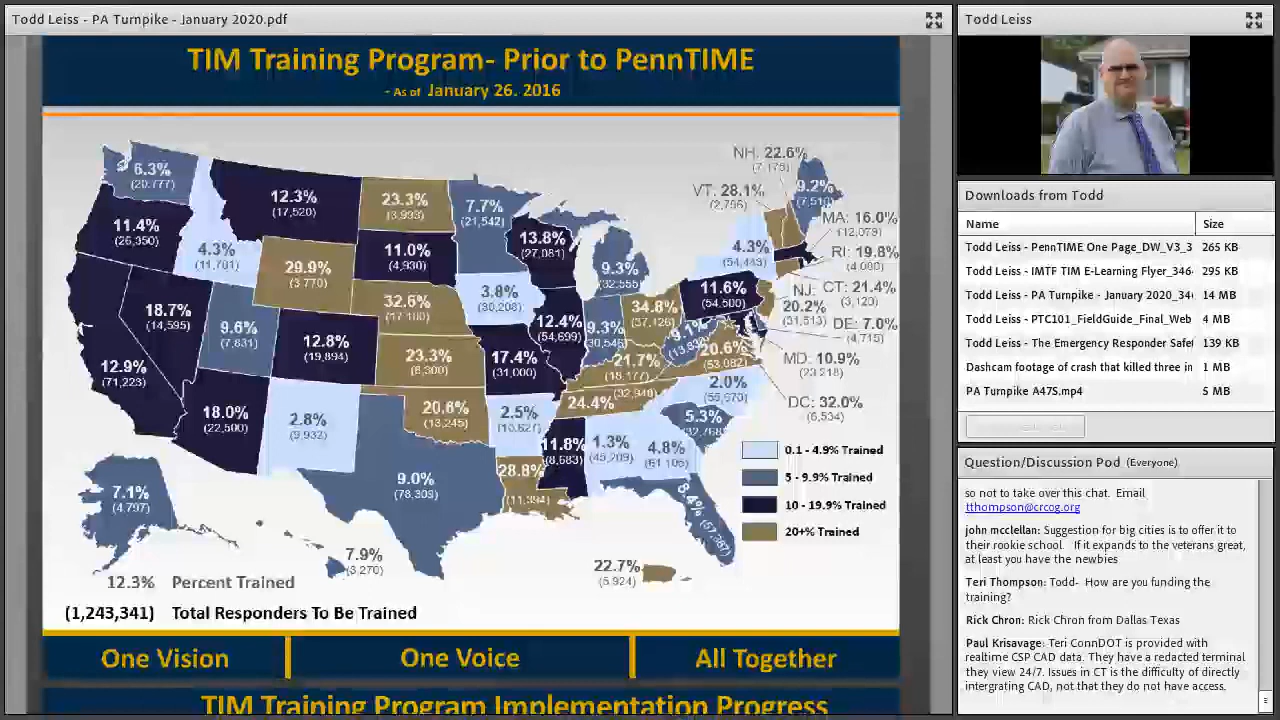 Todd Leiss - PA Turnpike - January 2020.pdf
TIM Training Program- Prior to PennTIME
- As of January 26. 2016
6.3%
(20,777)
11.4%
(26,350)
4.3%
12.3%
(17,520)
23.3%
(3,993)
7.7%
(21,542)
13.8%
(27,081)
9.3%
(32,555)
NH: 22.6%
VT: 28.1%
9.2%
(7,510)
MA: 16.0%
(12,079)
RI: 19.8%
4.3%
11.0%
(4,930)
29.9%
(3,770)
32.6%
3.8%
CT: 21.4%
NJ:
20.2%
DE: 7.0%
(4,715)
MD: 10.9%
DC: 32.0%
18.7%
(14,595)
9.6%
(7,831)
12.8%
(19,894)
23.3%
17.4%
(31,000)
12.4%
(54,699)
9.3%
34.8%
11.6%
(54,500)
9.1%
20.6%
(53,082)
21.7%
24.4%
2.0%
5.3%
12.9%
(71,223)
18.0%
(22,500)
2.8%
(9,932)
20.6%
(13,245)
2.5%
11.8%
(8,683)
1.3%
4.8%
9.0%
28.8%
8.4%
7.1%
(4,797)
7.9%
(3,270)
22.7%
(5,924)
0.1 - 4.9% Trained
5 - 9.9% Trained
10 - 19.9% Trained
20+% Trained
12.3% Percent Trained
(1,243,341) Total Responders To Be Trained
One Vision
One Voice
All Together
TIM Training Program Implementation Progress
Todd Leiss
Downloads from Todd
Name Size
Todd Leiss - PennTIME One Page_DW_V3_3 265 KB
Todd Leiss - IMTF TIM E-Learning Flyer_346 295 KB
Todd Leiss - PA Turnpike - January 2020_34 14 MB
Todd Leiss - PTC101_FieldGuide_Final_Web 4 MB
Todd Leiss - The Emergency Responder Safe 139 KB
Dashcam footage of crash that killed three in 1 MB
PA Turnpike A47S.mp4 5 MB
Question/Discussion Pod (Everyone)
so not to take over this chat. Email
tthompson@crcog.org
john mcclellan: Suggestion for big cities is to offer it to
their rookie school. If it expands to the veterans great,
at least you have the newbies
Teri Thompson: Todd- How are you funding the
training?
Rick Chron: Rick Chron from Dallas Texas
Paul Krisavage: Teri ConnDOT is provided with
realtime CSP CAD data. They have a redacted terminal
they view 24/7. Issues in CT is the difficulty of directly
intergrating CAD, not that they do not have access.